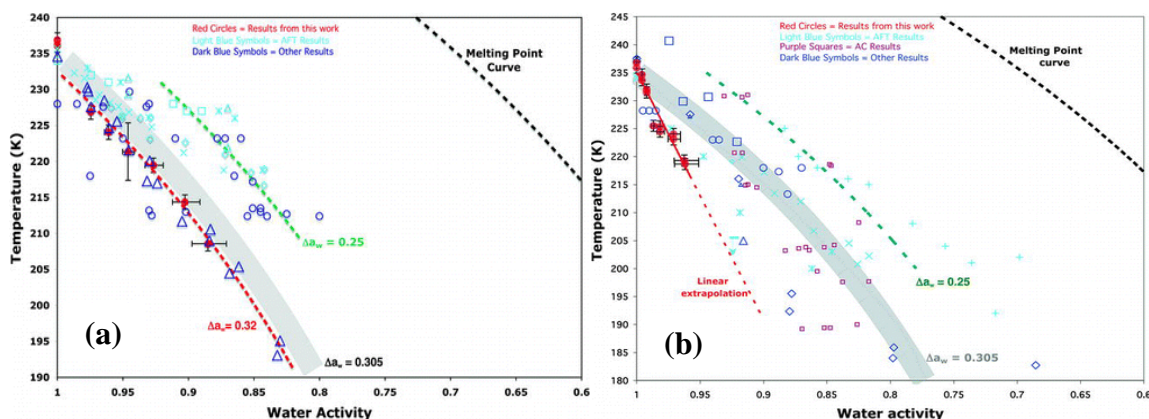 240
235
230
225
220
215
210
205
200
195
190
Temperature (K)
Red Circles = Results from this work
Light Blue Symbols = AFT Results
Dark Blue Symbols = Other Results
Melting Point
Curve
Δaw = 0.25
Δaw = 0.32
Δaw = 0.305
(a)
1
0.95
0.9
0.85
0.8
0.75
0.7
0.65
0.6
Water Activity
245
240
235
230
225
220
215
210
205
200
195
190
185
180
Temperature (K)
Red Circles = Results from this work
Light Blue Symbols = AFT Results
Purple Squares = AC Results
Dark Blue Symbols = Other Results
Melting Point
curve
Δaw = 0.25
Linear
extrapolation
Δaw = 0.305
(b)
1
0.95
0.9
0.85
0.8
0.75
0.7
0.65
0.6
Water activity